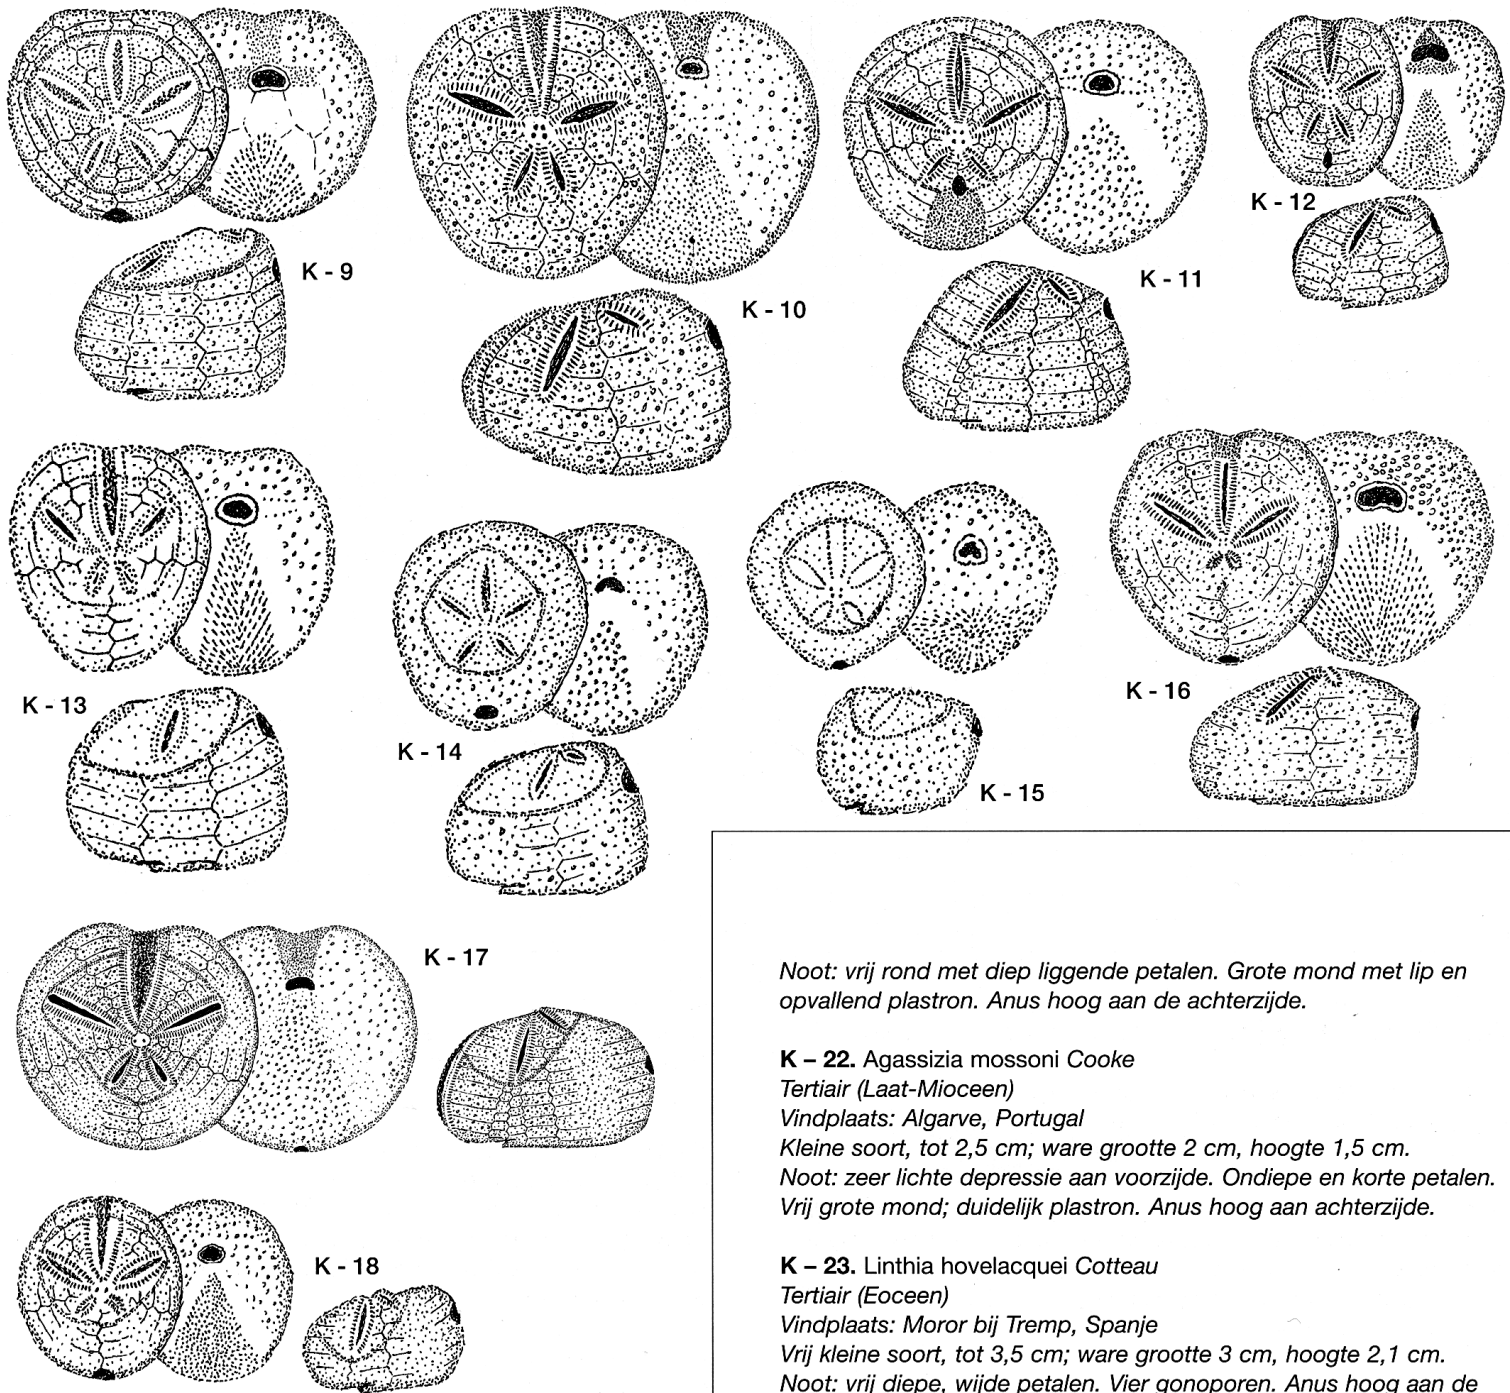 K - 9
K - 10
K - 11
K - 12
K - 13
K - 14
K - 15
K - 16
K - 17
K - 18
Noot: vrij rond met diep liggende petalen. Grote mond met lip en
opvallend plastron. Anus hoog aan de achterzijde.
K – 22. Agassizia mossoni Cooke
Tertiair (Laat-Mioceen)
Vindplaats: Algarve, Portugal
Kleine soort, tot 2,5 cm; ware grootte 2 cm, hoogte 1,5 cm.
Noot: zeer lichte depressie aan voorzijde. Ondiepe en korte petalen.
Vrij grote mond; duidelijk plastron. Anus hoog aan achterzijde.
K – 23. Linthia hovelacquei Cotteau
Tertiair (Eoceen)
Vindplaats: Moror bij Tremp, Spanje
Vrij kleine soort, tot 3,5 cm; ware grootte 3 cm, hoogte 2,1 cm.
Noot: vrij diepe, wijde petalen. Vier gonoporen. Anus hoog aan de